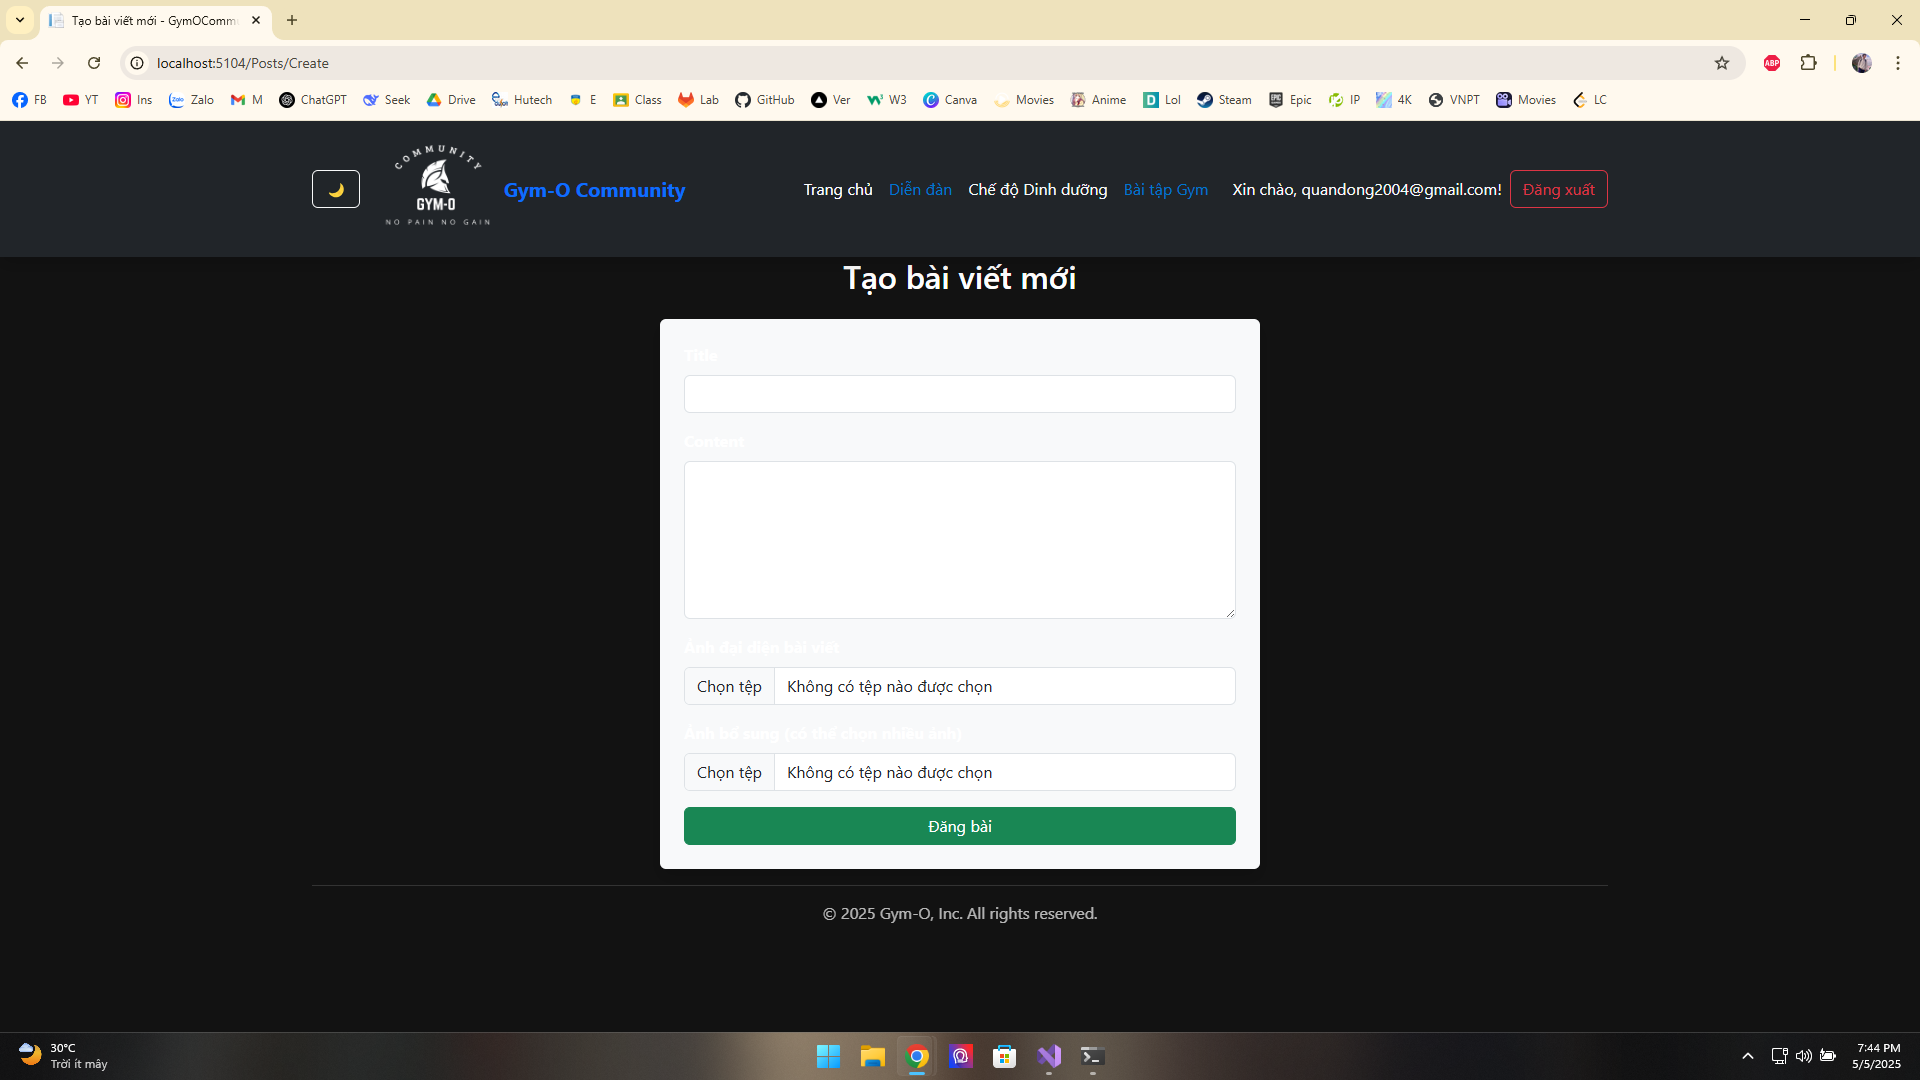 Tạo bài viết mới - GymOComm
localhost:5104/Posts/Create
ABP
FB YT Ins Zalo M ChatGPT Seek Drive Hutech E Class Lab GitHub Ver W3 Canva Movies Anime Lol Steam Epic IP 4K VNPT Movies LC
COMMUNITY
GYM-O
NO PAIN NO GAIN
Gym-O Community
Trang chủ Diễn đàn Chế độ Dinh dưỡng Bài tập Gym Xin chào, quandong2004@gmail.com! Đăng xuất
Tạo bài viết mới
Title
Content
Ảnh đại diện bài viết
Chọn tệp Không có tệp nào được chọn
Ảnh bổ sung (có thể chọn nhiều ảnh)
Chọn tệp Không có tệp nào được chọn
Đăng bài
© 2025 Gym-O, Inc. All rights reserved.
30°C
Trời ít mây
7:44 PM
5/5/2025